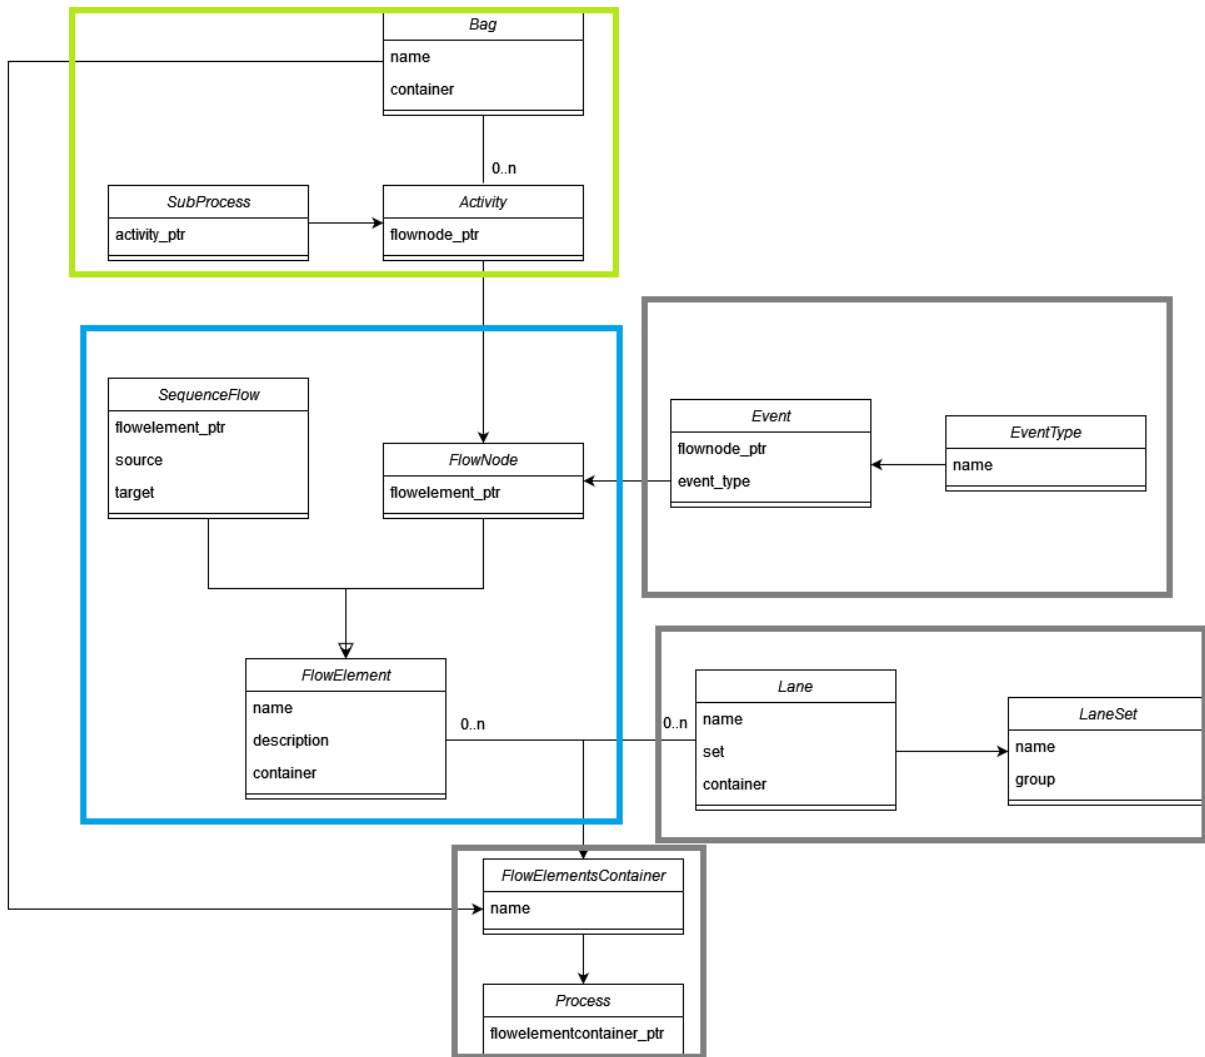 Bag
name
container
0..n
SubProcess
activity_ptr
Activity
flownode_ptr
SequenceFlow
flowelement_ptr
source
target
FlowNode
flowelement_ptr
Event
flownode_ptr
event_type
EventType
name
FlowElement
name
description
container
0..n
0..n
Lane
name
set
container
LaneSet
name
group
FlowElementsContainer
name
Process
flowelementcontainer_ptr